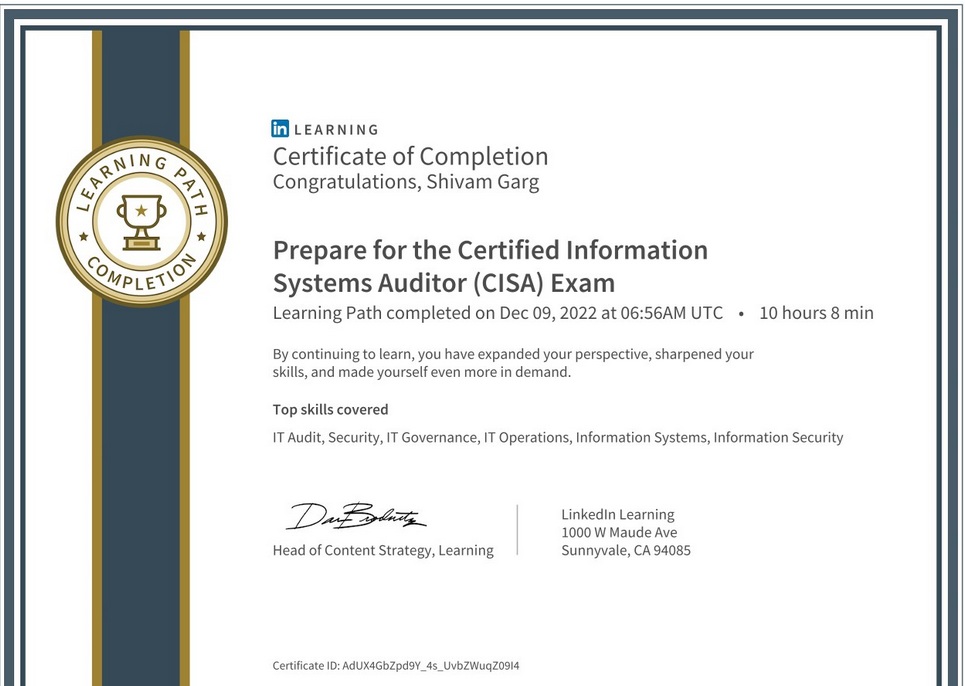 LEARNING PATH
COMPLETION
in LEARNING
Certificate of Completion
Congratulations, Shivam Garg
Prepare for the Certified Information
Systems Auditor (CISA) Exam
Learning Path completed on Dec 09, 2022 at 06:56AM UTC • 10 hours 8 min
By continuing to learn, you have expanded your perspective, sharpened your
skills, and made yourself even more in demand.
Top skills covered
IT Audit, Security, IT Governance, IT Operations, Information Systems, Information Security
Head of Content Strategy, Learning
LinkedIn Learning
1000 W Maude Ave
Sunnyvale, CA 94085
Certificate ID: AdUX4GbZpd9Y_4s_UvbZWuqZ09I4